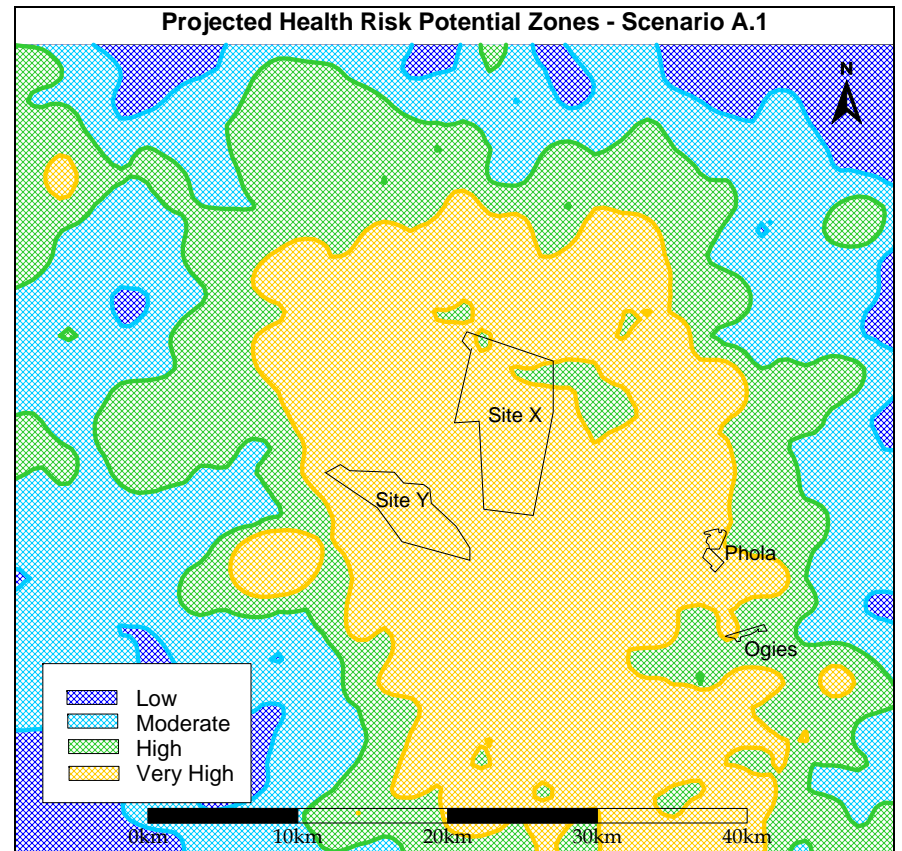 Projected Health Risk Potential Zones - Scenario A.1
N
Site X
Site Y
Phola
Ogies
Low
Moderate
High
Very High
0km 10km 20km 30km 40km